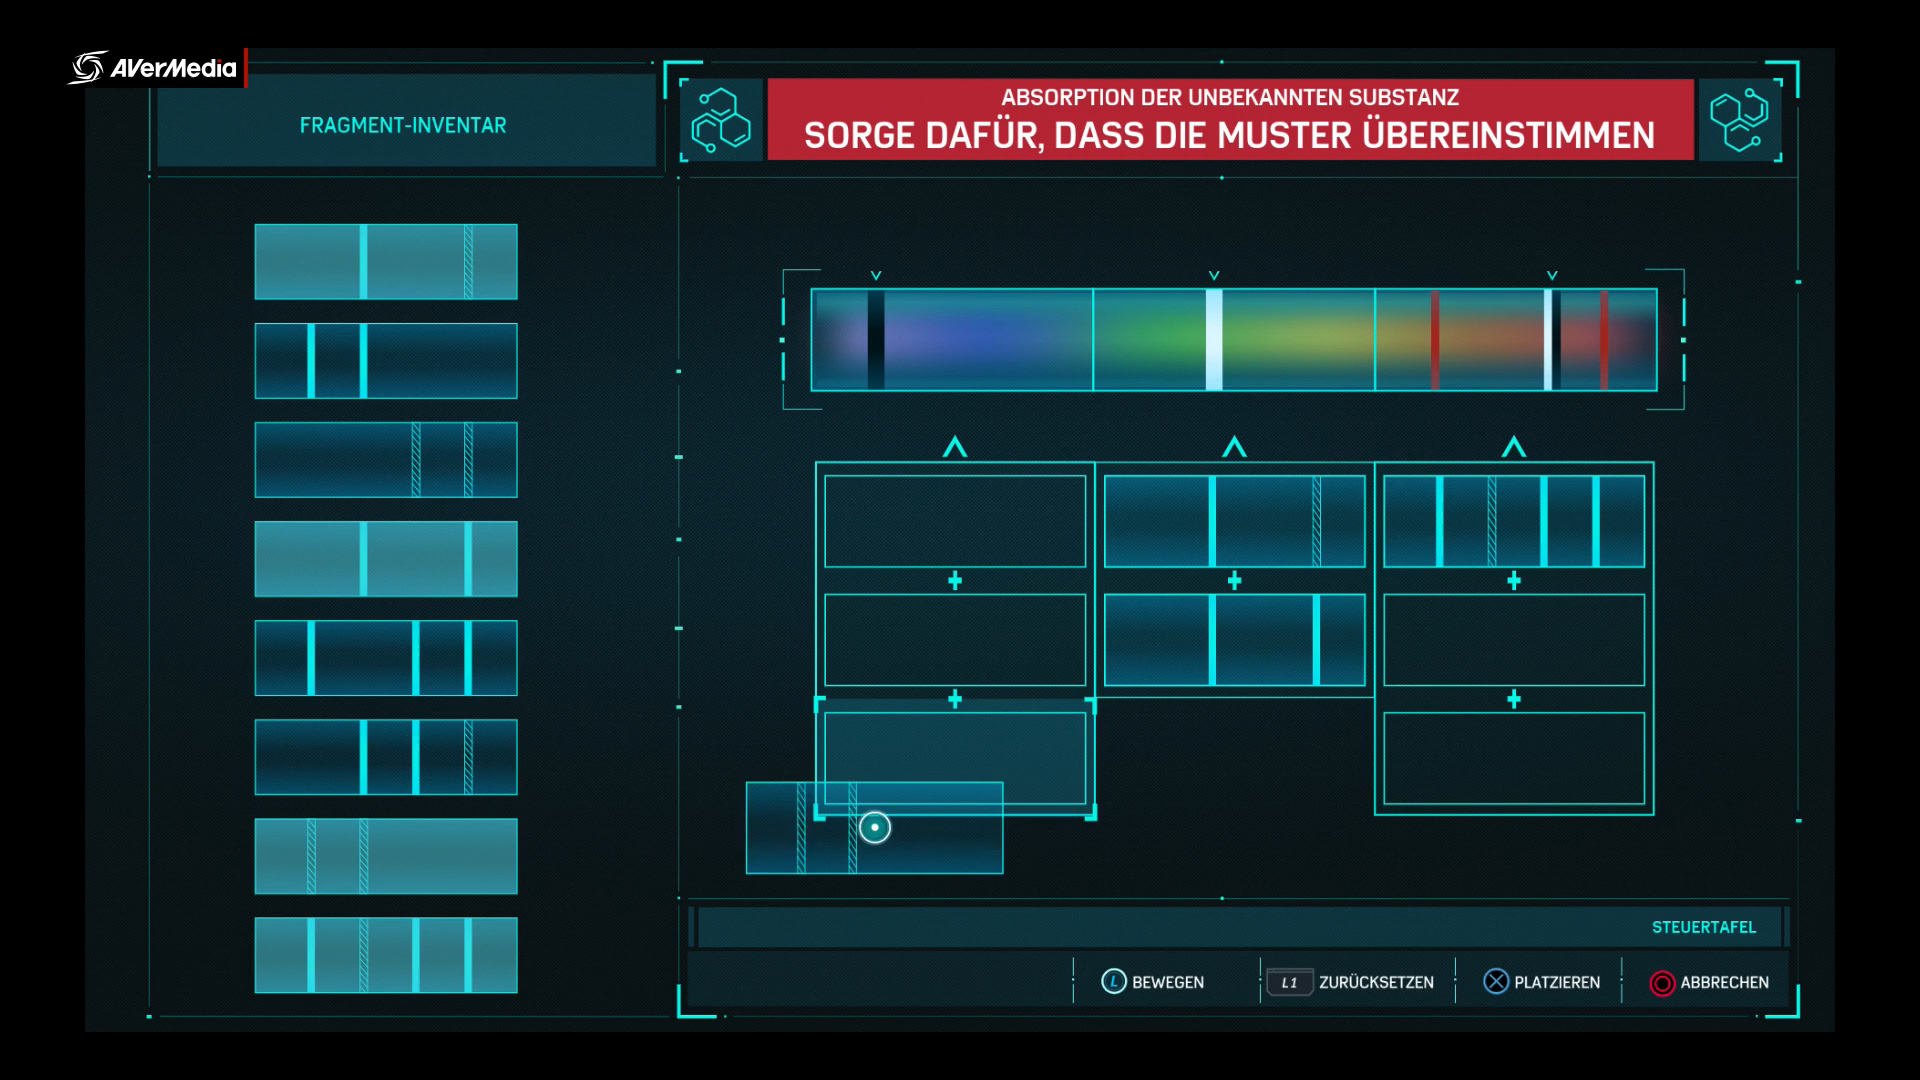 AVerMedia
FRAGMENT-INVENTAR
ABSORPTION DER UNBEKANNTEN SUBSTANZ
SORGE DAFÜR, DASS DIE MUSTER ÜBEREINSTIMMEN
STEUERTAFEL
L BEWEGEN
L1 ZURÜCKSETZEN
PLATZIEREN
ABBRECHEN